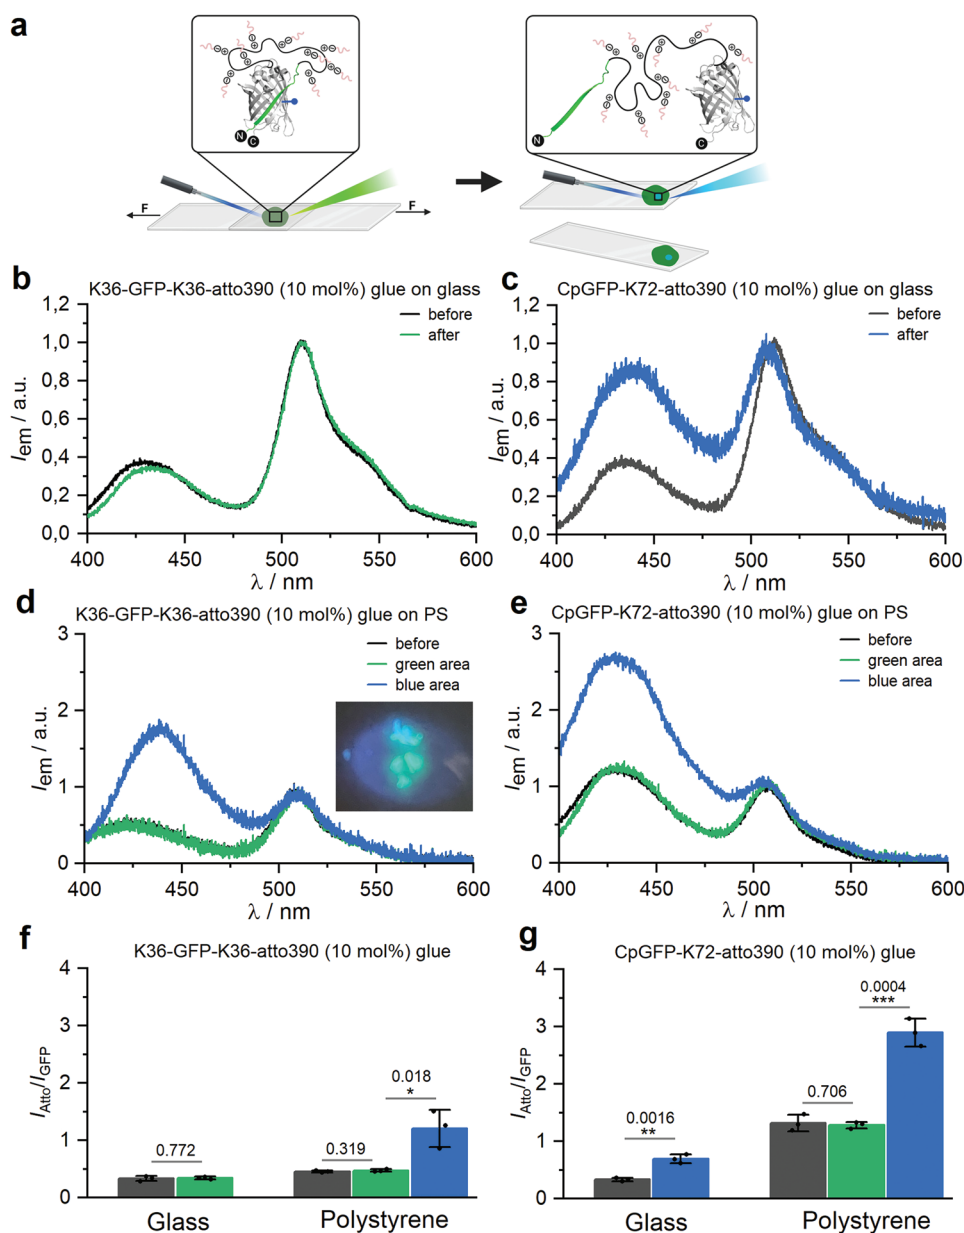 a
N
C
F
F
N
C
b
K36-GFP-K36-atto390 (10 mol%) glue on glass
1,2
1,0
0,8
0,6
0,4
0,2
0,0
before
after
Iem / a.u.
400 450 500 550 600
λ / nm
c
CpGFP-K72-atto390 (10 mol%) glue on glass
1,2
1,0
0,8
0,6
0,4
0,2
0,0
before
after
Iem / a.u.
400 450 500 550 600
λ / nm
d
K36-GFP-K36-atto390 (10 mol%) glue on PS
3
2
1
0
before
green area
blue area
Iem / a.u.
400 450 500 550 600
λ / nm
e
CpGFP-K72-atto390 (10 mol%) glue on PS
3
2
1
0
before
green area
blue area
Iem / a.u.
400 450 500 550 600
λ / nm
f
K36-GFP-K36-atto390 (10 mol%) glue
4
3
2
1
0
IAtto/IGFP
0.772
0.319
0.018
*
Glass Polystyrene
g
CpGFP-K72-atto390 (10 mol%) glue
4
3
2
1
0
IAtto/IGFP
0.0016
**
0.706
0.0004
***
Glass Polystyrene